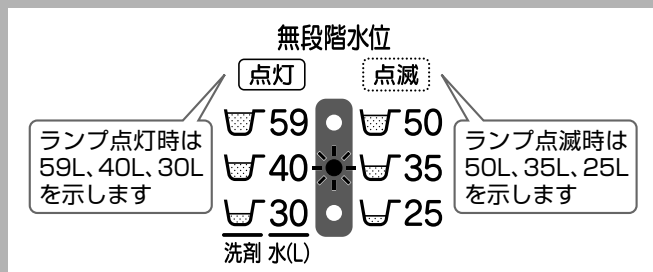 無段階水位
点灯 点滅
ランプ点灯時は
59L、40L、30L
を示します
59 50
40 35
30 25
洗剤 水(L)
ランプ点滅時は
50L、35L、25L
を示します